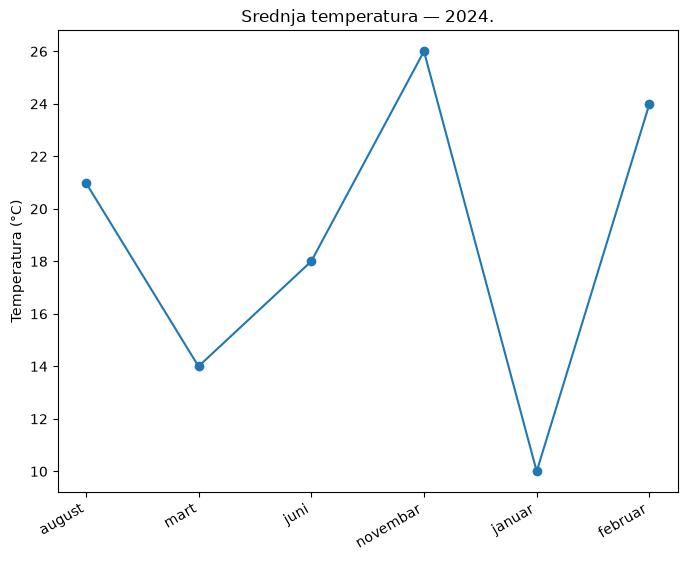 Srednja temperatura — 2024.
Temperatura (°C)
26
24
22
20
18
16
14
12
10
august
mart
juni
novembar
januar
februar